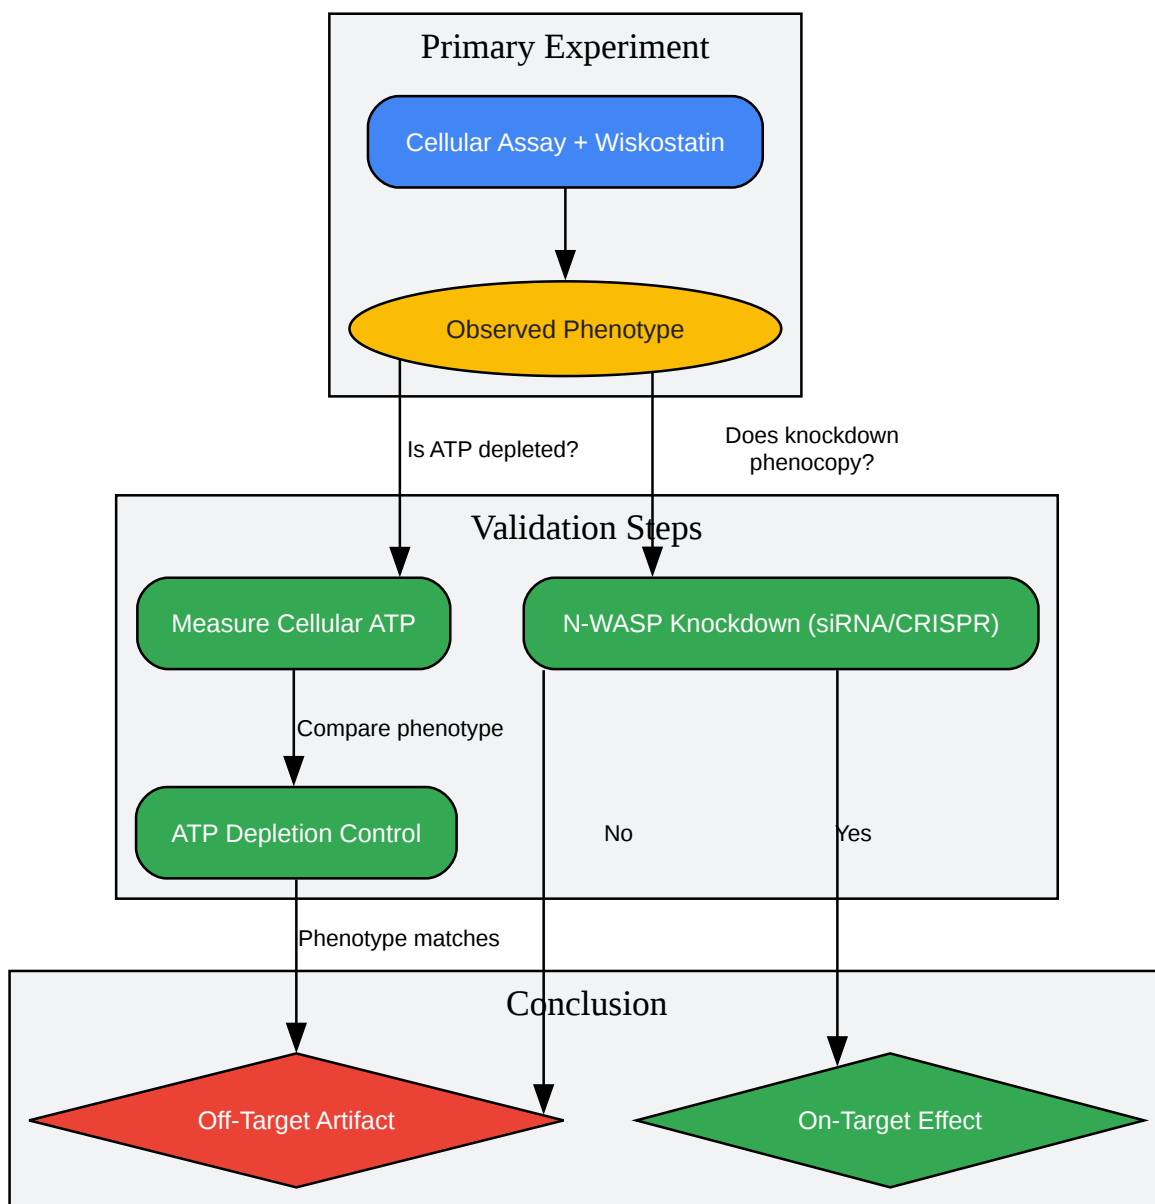 Primary Experiment
Cellular Assay + Wiskostatin
Observed Phenotype
Is ATP depleted?
Does knockdown
phenocopy?
Validation Steps
Measure Cellular ATP
N-WASP Knockdown (siRNA/CRISPR)
Compare phenotype
ATP Depletion Control
No
Yes
Phenotype matches
Conclusion
Off-Target Artifact
On-Target Effect